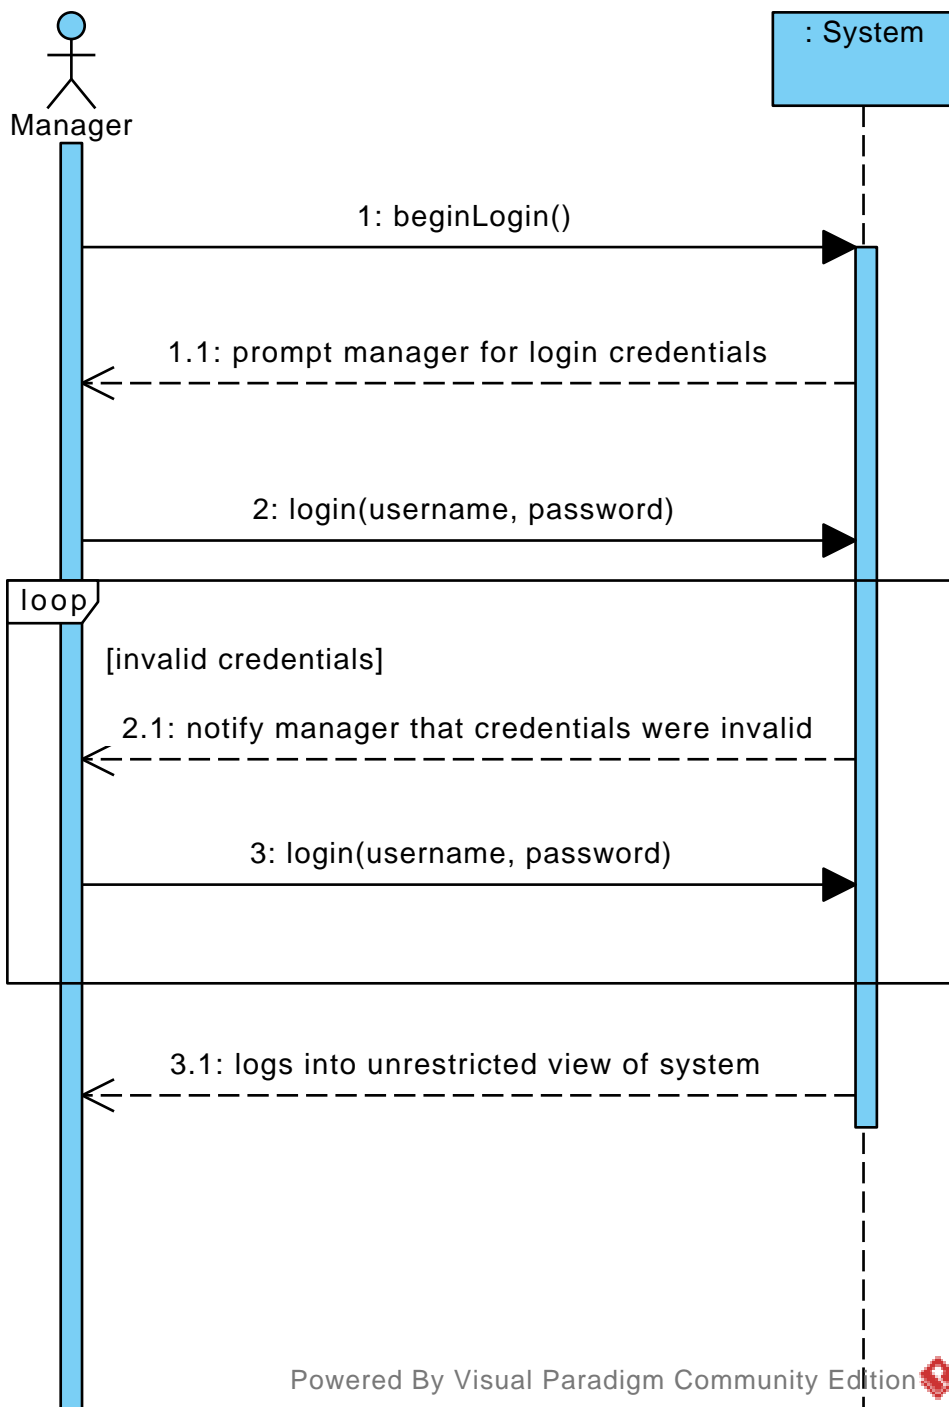 : System
Manager
1: beginLogin()
1.1: prompt manager for login credentials
2: login(username, password)
loop
[invalid credentials]
2.1: notify manager that credentials were invalid
3: login(username, password)
3.1: logs into unrestricted view of system
Powered By Visual Paradigm Community Edition